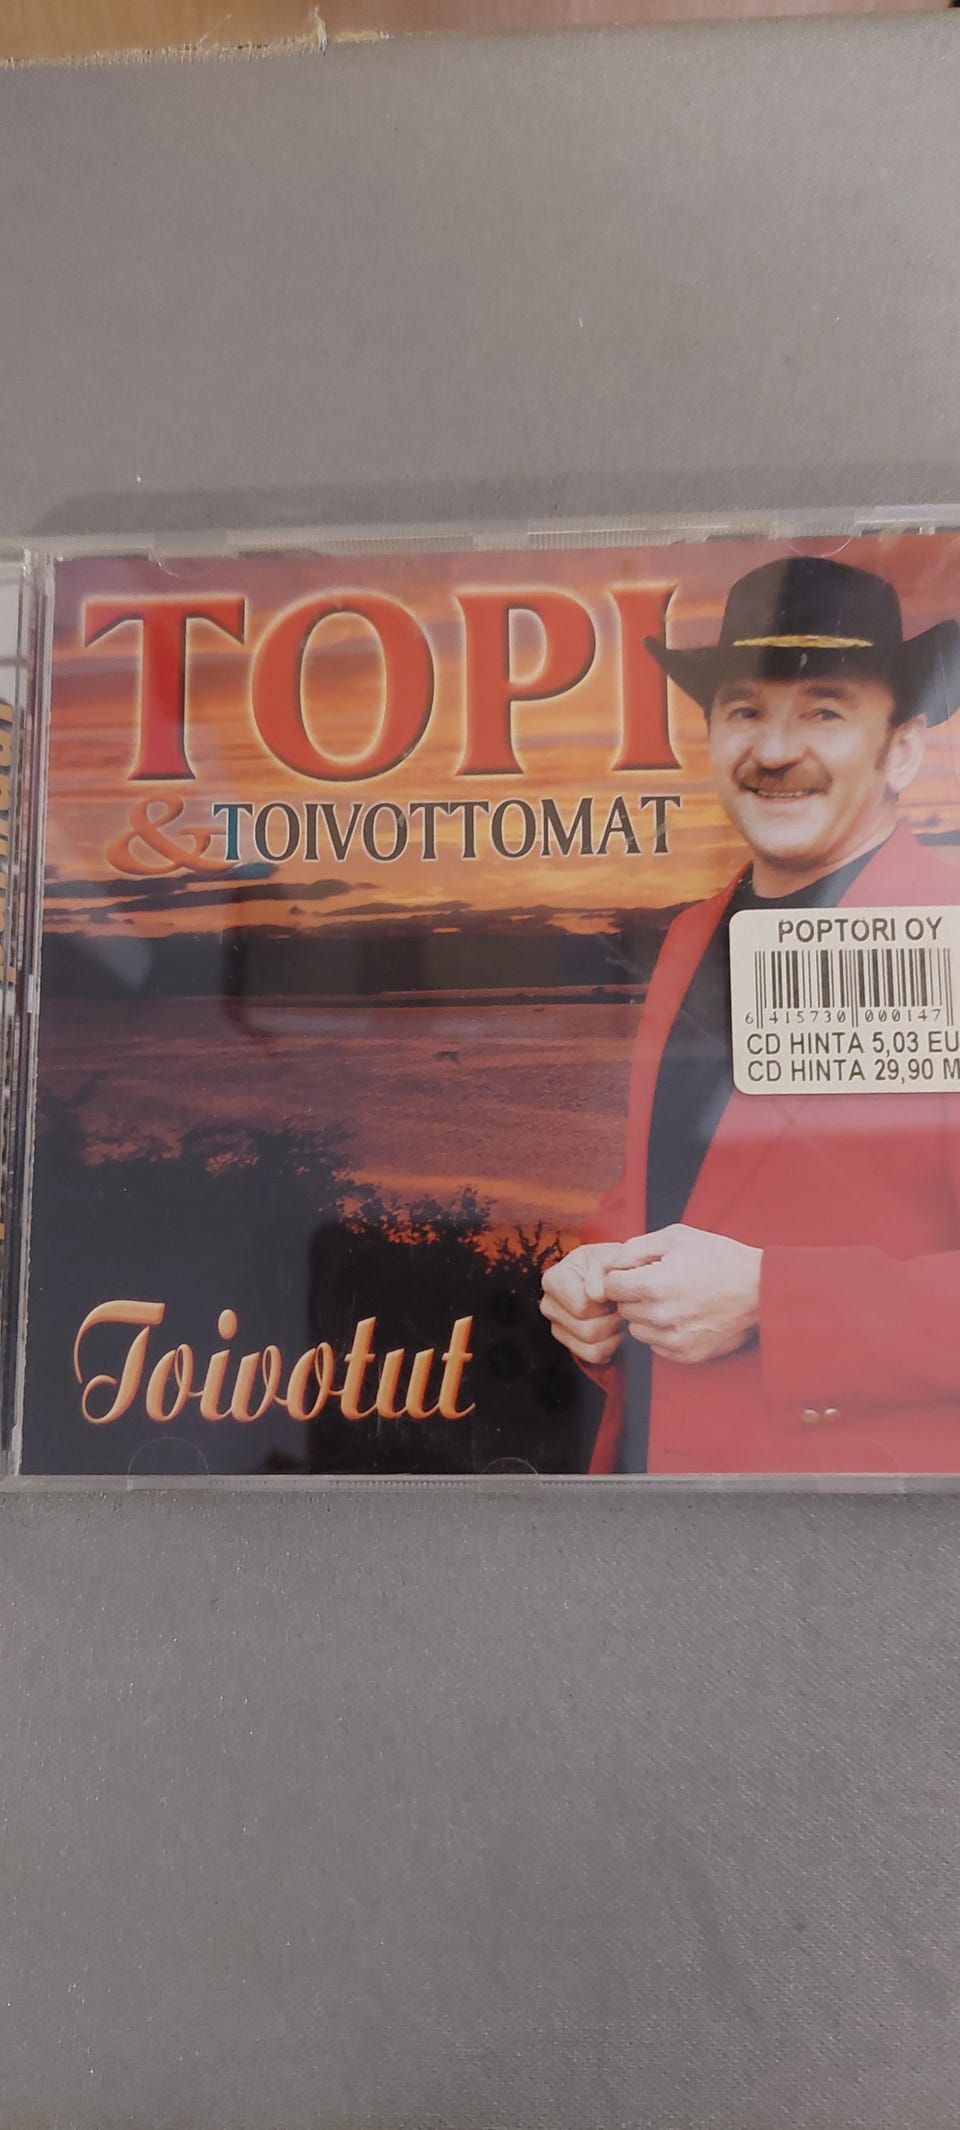 TOPI
& TOIVOTTOMAT
POPTORI OY
6 415730 000147
CD HINTA 5,03 EU
CD HINTA 29,90 M
Toivotut